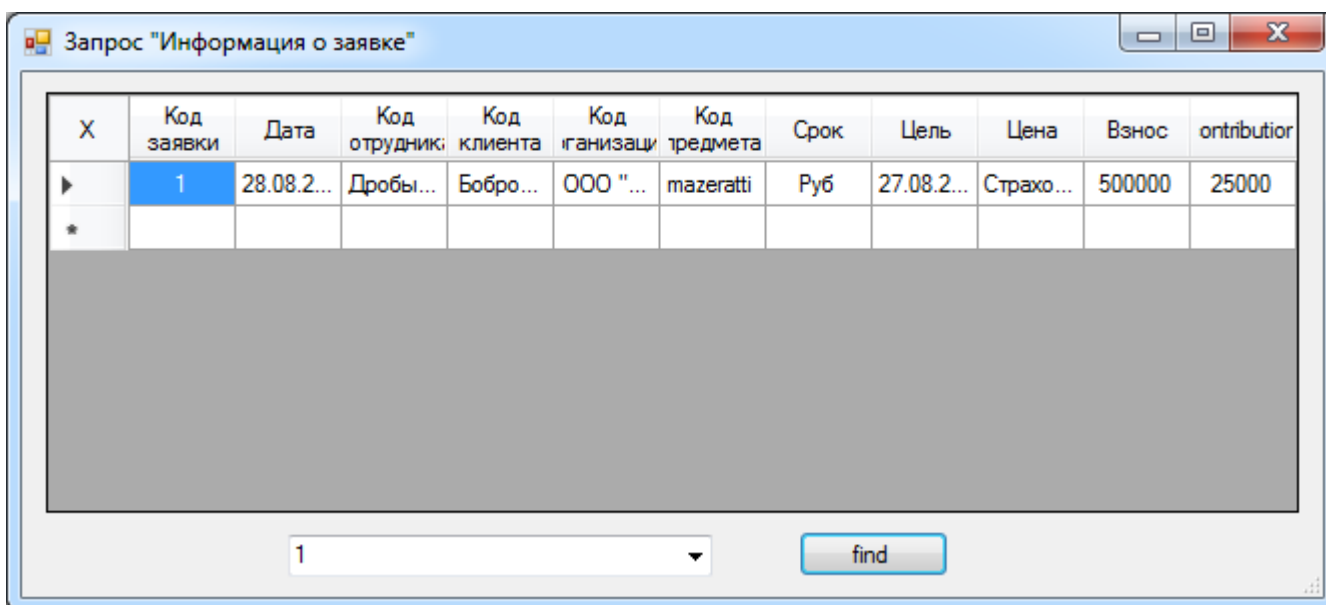 Запрос "Информация о заявке"
X Код заявки Дата Код отрудника Код клиента Код рганизаци Код предмета Срок Цель Цена Взнос ontribution
1 28.08.2... Дробы... Бобро... ООО "... mazeratti Руб 27.08.2... Страхо... 500000 25000
1 find